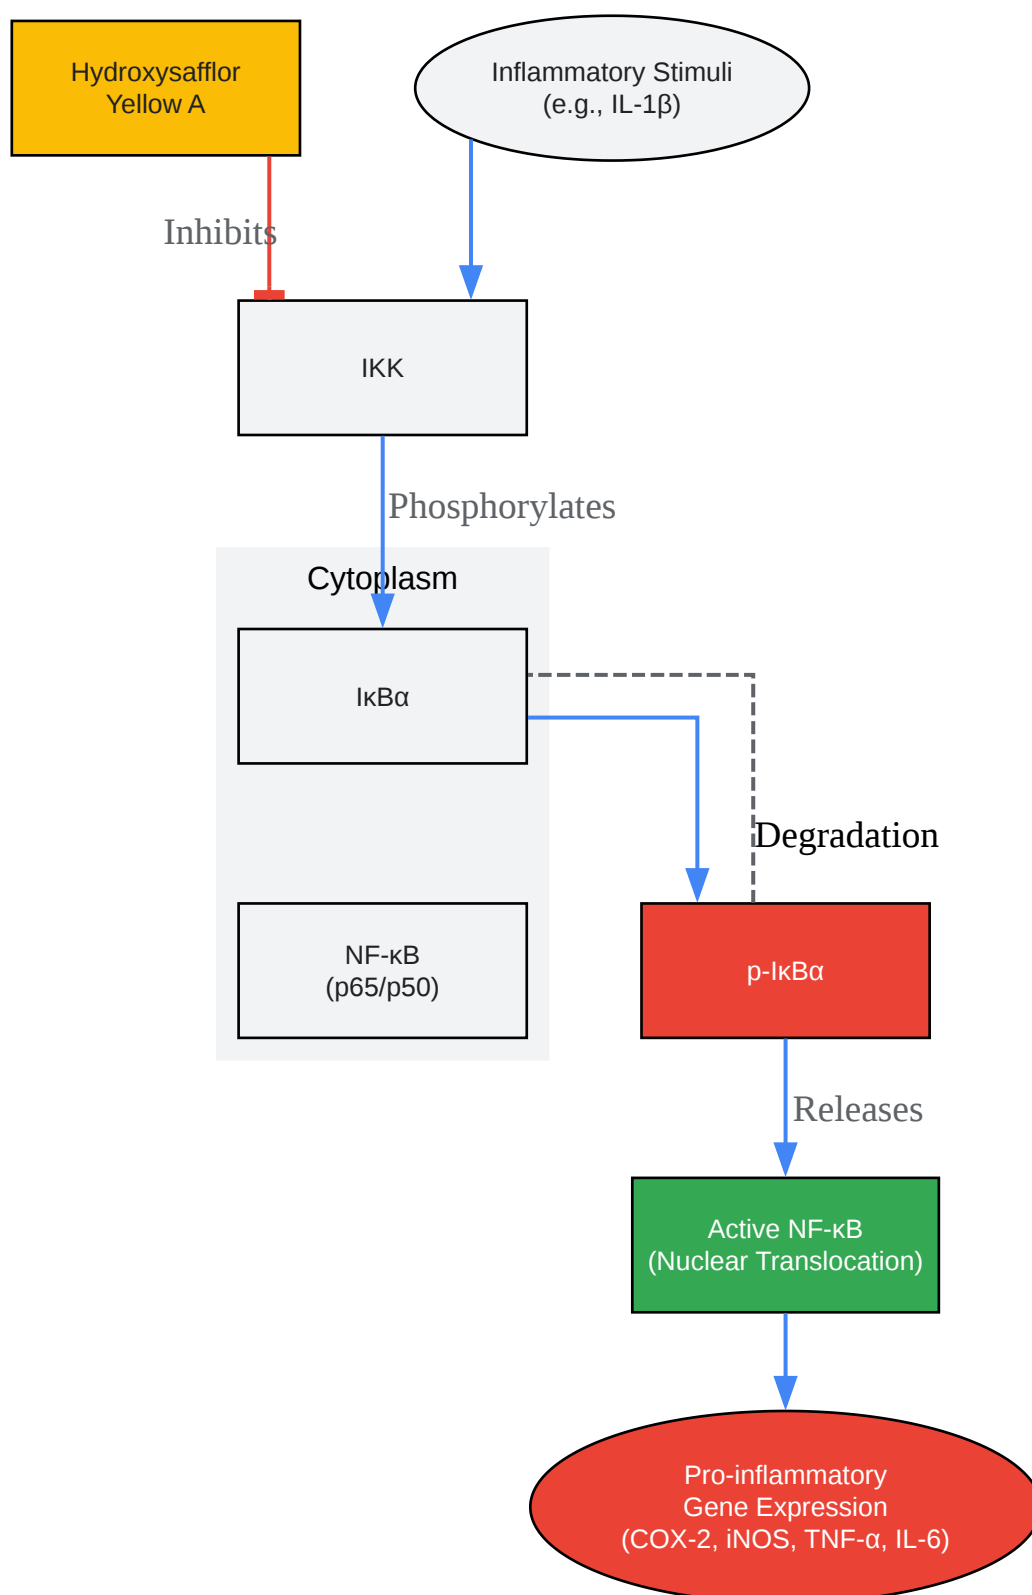 Hydroxysafflor
Yellow A
Inflammatory Stimuli
(e.g., IL-1β)
Inhibits
IKK
Phosphorylates
Cytoplasm
IκBα
Degradation
NF-κB
(p65/p50)
p-IκBα
Releases
Active NF-κB
(Nuclear Translocation)
Pro-inflammatory
Gene Expression
(COX-2, iNOS, TNF-α, IL-6)